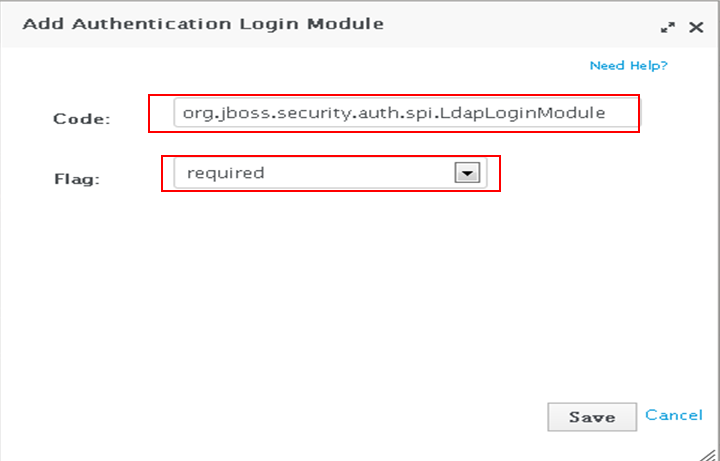 Add Authentication Login Module
Need Help?
Code: org.jboss.security.auth.spi.LdapLoginModule
Flag: required
Save Cancel